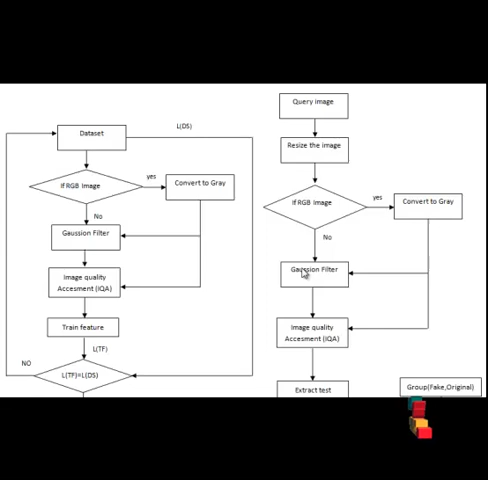 L(DS)
Dataset
If RGB Image
yes
Convert to Gray
No
Gaussion Filter
Image quality
Accesment (IQA)
Train feature
L(TF)
NO
L(TF)=L(DS)
Query image
Resize the image
If RGB Image
yes
Convert to Gray
No
Gaussion Filter
Image quality
Accesment (IQA)
Extract test
Group(Fake,Original)